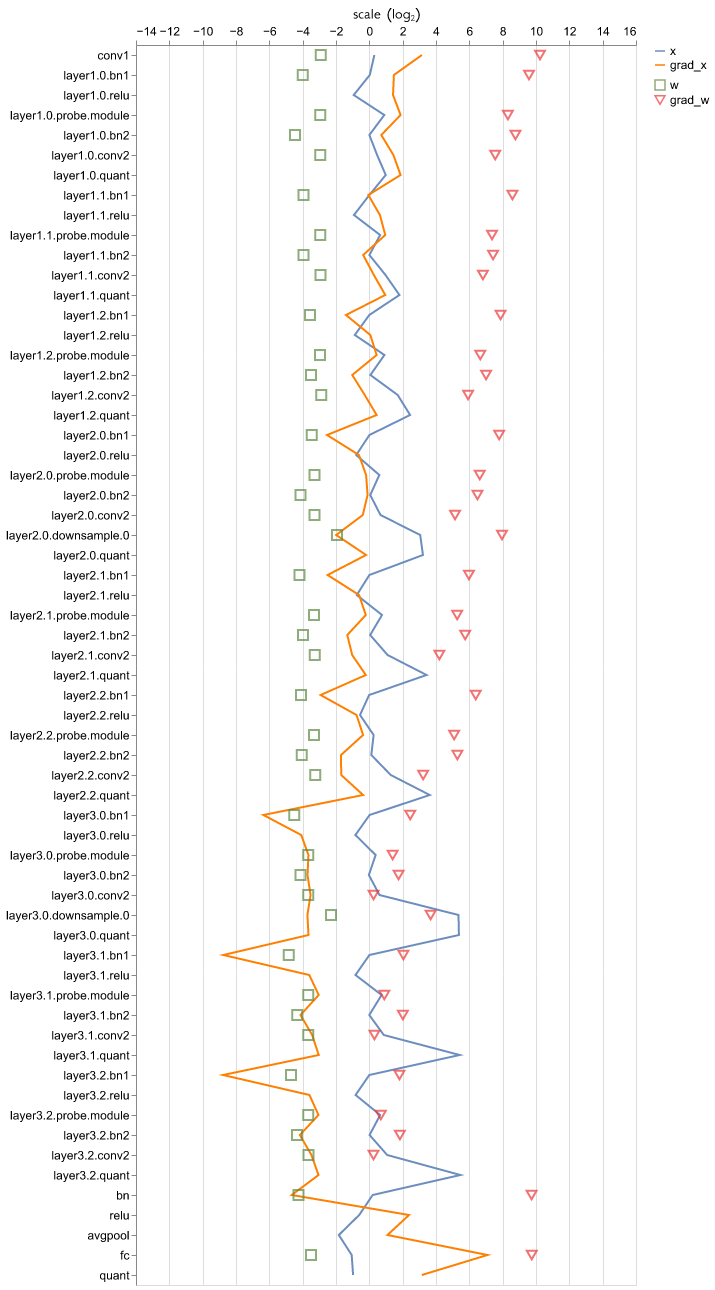 scale (log₂)
−14 −12 −10 −8 −6 −4 −2 0 2 4 6 8 10 12 14 16
x
grad_x
w
grad_w
conv1
layer1.0.bn1
layer1.0.relu
layer1.0.probe.module
layer1.0.bn2
layer1.0.conv2
layer1.0.quant
layer1.1.bn1
layer1.1.relu
layer1.1.probe.module
layer1.1.bn2
layer1.1.conv2
layer1.1.quant
layer1.2.bn1
layer1.2.relu
layer1.2.probe.module
layer1.2.bn2
layer1.2.conv2
layer1.2.quant
layer2.0.bn1
layer2.0.relu
layer2.0.probe.module
layer2.0.bn2
layer2.0.conv2
layer2.0.downsample.0
layer2.0.quant
layer2.1.bn1
layer2.1.relu
layer2.1.probe.module
layer2.1.bn2
layer2.1.conv2
layer2.1.quant
layer2.2.bn1
layer2.2.relu
layer2.2.probe.module
layer2.2.bn2
layer2.2.conv2
layer2.2.quant
layer3.0.bn1
layer3.0.relu
layer3.0.probe.module
layer3.0.bn2
layer3.0.conv2
layer3.0.downsample.0
layer3.0.quant
layer3.1.bn1
layer3.1.relu
layer3.1.probe.module
layer3.1.bn2
layer3.1.conv2
layer3.1.quant
layer3.2.bn1
layer3.2.relu
layer3.2.probe.module
layer3.2.bn2
layer3.2.conv2
layer3.2.quant
bn
relu
avgpool
fc
quant